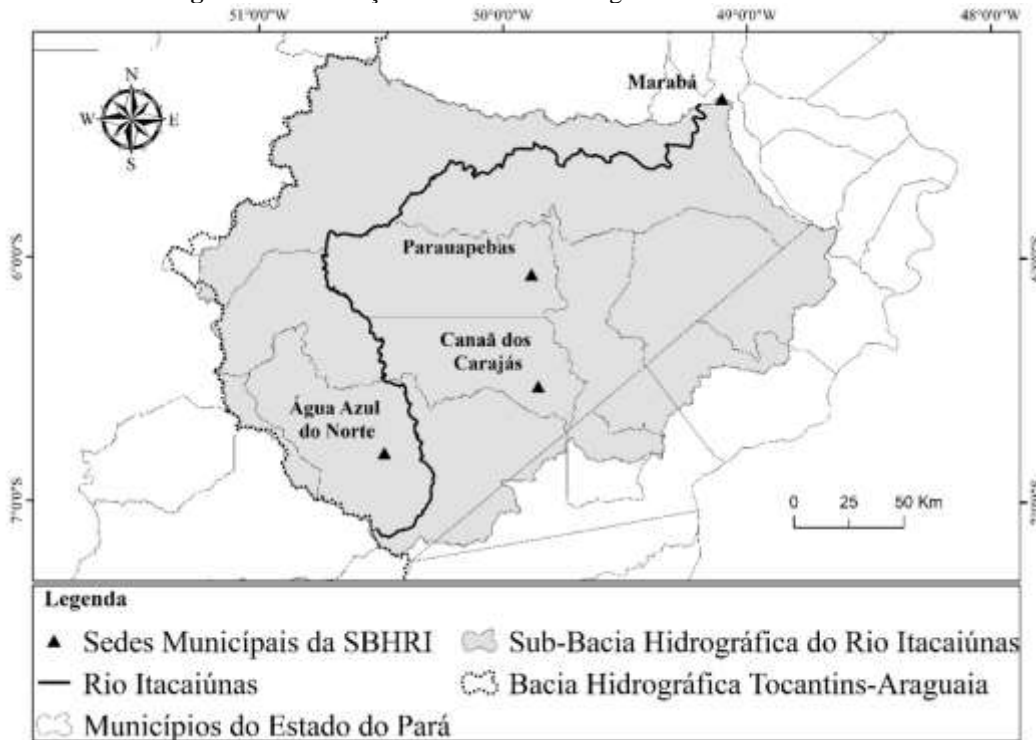 51°0'0"W 50°0'0"W 49°0'0"W 48°0'0"W
N
W E
S
Marabá
6°0'0"S
Parauapebas
Canaã dos
Carajás
Água Azul
do Norte
7°0'0"S
0 25 50 Km
Legenda
Sedes Municípais da SBHRI
Sub-Bacia Hidrográfica do Rio Itacaiúnas
Rio Itacaiúnas
Bacia Hidrográfica Tocantins-Araguaia
Municípios do Estado do Pará